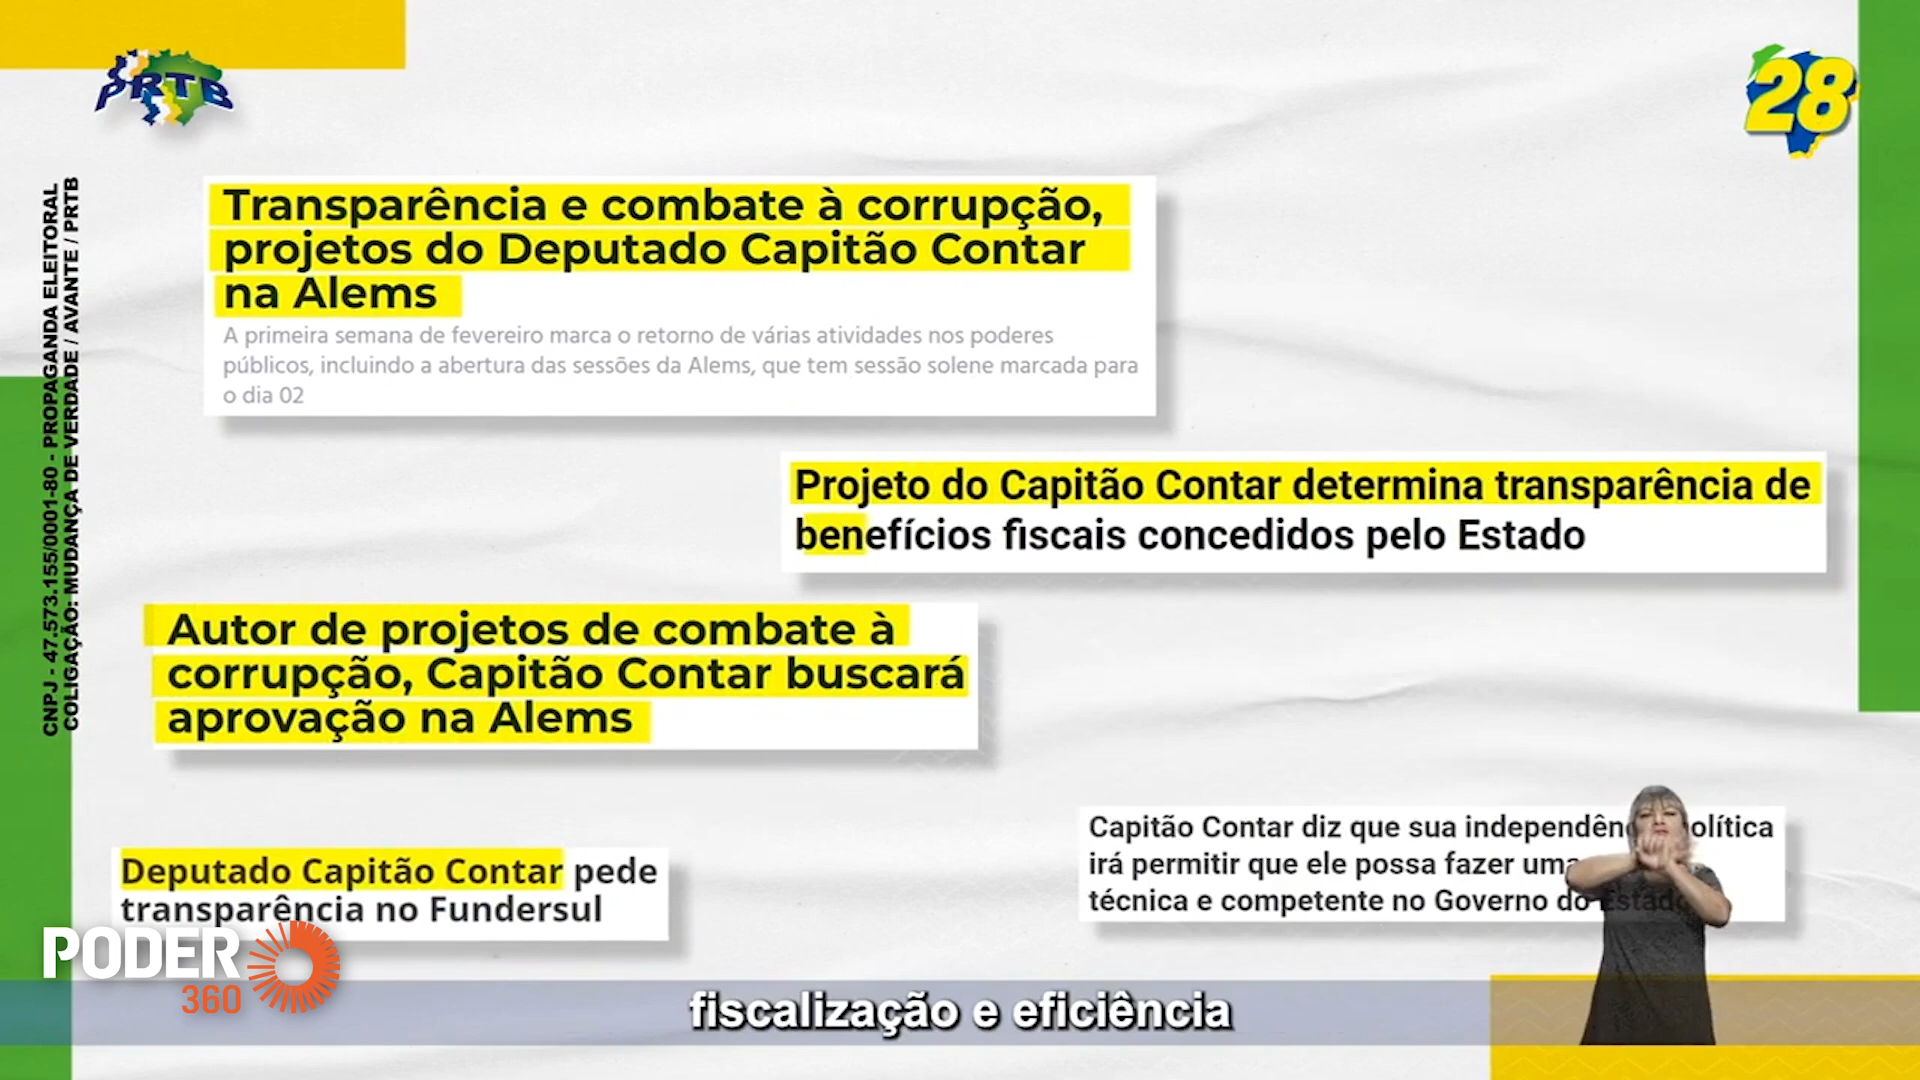 PRTB
28
CNPJ - 47.573.155/0001-80 - PROPAGANDA ELEITORAL
COLIGAÇÃO: MUDANÇA DE VERDADE / AVANTE / PRTB
Transparência e combate à corrupção,
projetos do Deputado Capitão Contar
na Alems
A primeira semana de fevereiro marca o retorno de várias atividades nos poderes
públicos, incluindo a abertura das sessões da Alems, que tem sessão solene marcada para
o dia 02
Projeto do Capitão Contar determina transparência de
benefícios fiscais concedidos pelo Estado
Autor de projetos de combate à
corrupção, Capitão Contar buscará
aprovação na Alems
Capitão Contar diz que sua independência política
irá permitir que ele possa fazer uma
técnica e competente no Governo do Estado
Deputado Capitão Contar pede
transparência no Fundersul
PODER
360
fiscalização e eficiência